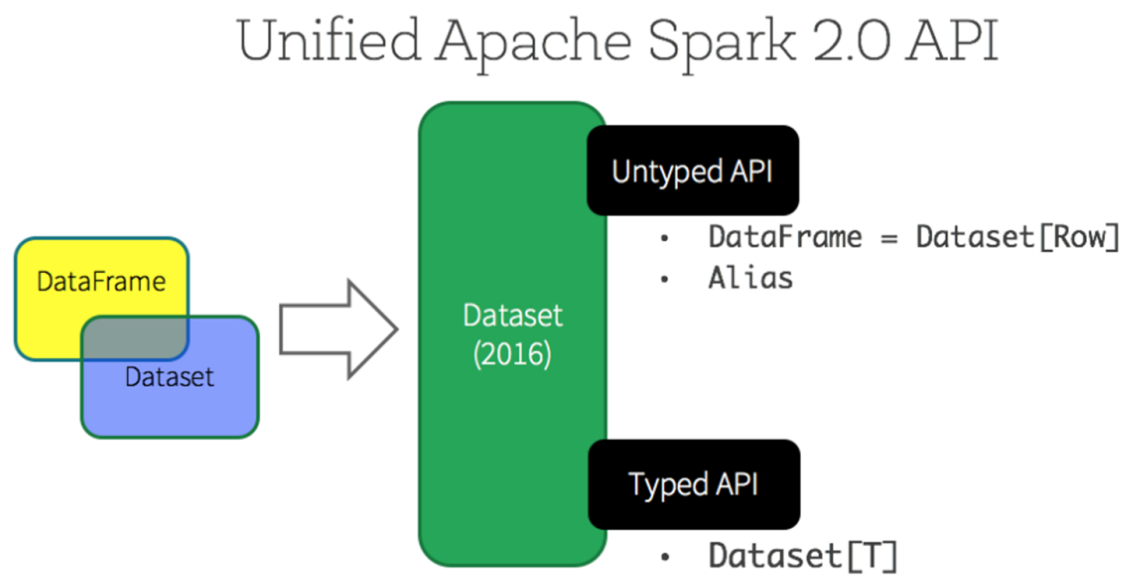 Unified Apache Spark 2.0 API
DataFrame
Dataset
Dataset
(2016)
Untyped API
• DataFrame = Dataset[Row]
• Alias
Typed API
• Dataset[T]